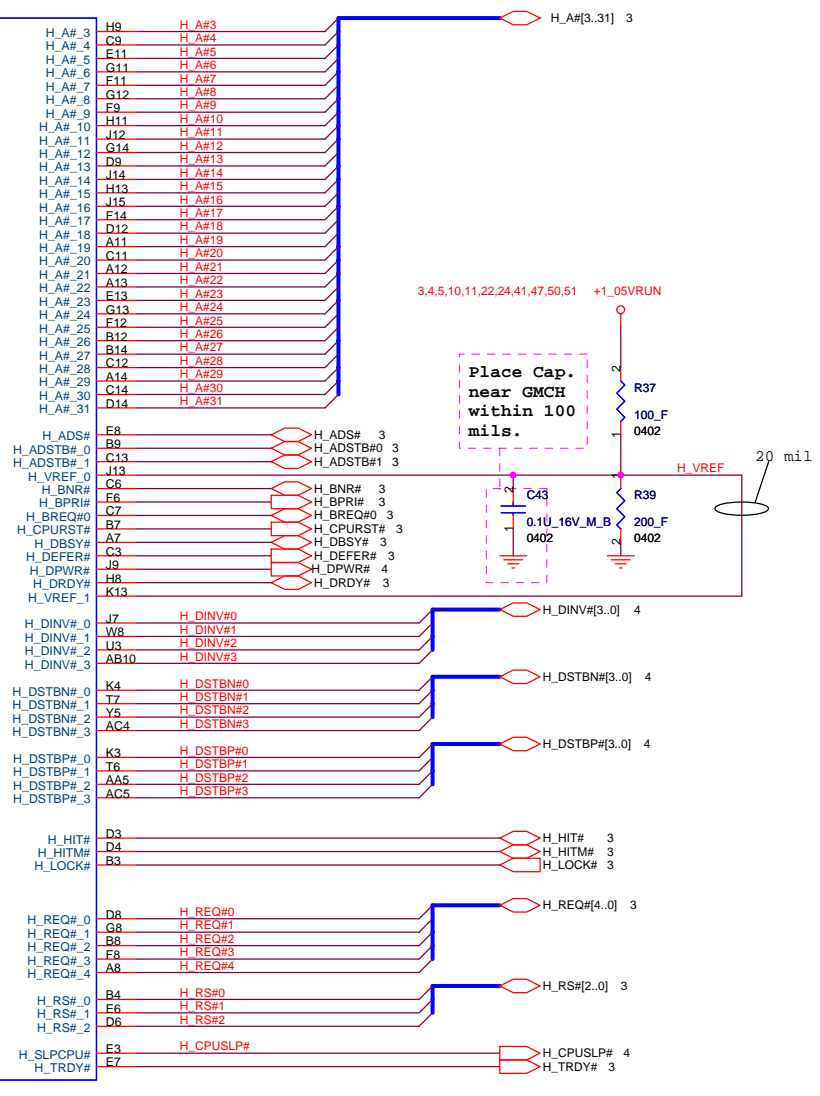 H_A#_3 H9 H_A#3 H_A#[3..31] 3
H_A#_4 C9 H_A#4
H_A#_5 E11 H_A#5
H_A#_6 G11 H_A#6
H_A#_7 F11 H_A#7
H_A#_8 G12 H_A#8
H_A#_9 F9 H_A#9
H_A#_10 H11 H_A#10
H_A#_11 J12 H_A#11
H_A#_12 G14 H_A#12
H_A#_13 D9 H_A#13
H_A#_14 J14 H_A#14
H_A#_15 H13 H_A#15
H_A#_16 J15 H_A#16
H_A#_17 F14 H_A#17
H_A#_18 D12 H_A#18
H_A#_19 A11 H_A#19
H_A#_20 C11 H_A#20
H_A#_21 A12 H_A#21
H_A#_22 A13 H_A#22
H_A#_23 E13 H_A#23
H_A#_24 G13 H_A#24
H_A#_25 F12 H_A#25
H_A#_26 B12 H_A#26
H_A#_27 B14 H_A#27
H_A#_28 C12 H_A#28
H_A#_29 A14 H_A#29
H_A#_30 C14 H_A#30
H_A#_31 D14 H_A#31
3,4,5,10,11,22,24,41,47,50,51 +1_05VRUN
Place Cap.
near GMCH
within 100
mils.
2
R37
100_F
0402
1
H_ADS# E8 H_ADS# 3
H_ADSTB#_0 B9 H_ADSTB#0 3
H_ADSTB#_1 C13 H_ADSTB#1 3
H_VREF_0 J13 H_VREF
20 mil
H_BNR# C6 H_BNR# 3
H_BPRI# F6 H_BPRI# 3
H_BREQ#0 C7 H_BREQ#0 3
H_CPURST# B7 H_CPURST# 3
H_DBSY# A7 H_DBSY# 3
H_DEFER# C3 H_DEFER# 3
H_DPWR# J9 H_DPWR# 4
H_DRDY# H8 H_DRDY# 3
H_VREF_1 K13
2
C43
0.1U_16V_M_B
1
0402
1
R39
200_F
2
0402
H_DINV#_0 J7 H_DINV#0 H_DINV#[3..0] 4
H_DINV#_1 W8 H_DINV#1
H_DINV#_2 U3 H_DINV#2
H_DINV#_3 AB10 H_DINV#3
H_DSTBN#_0 K4 H_DSTBN#0 H_DSTBN#[3..0] 4
H_DSTBN#_1 T7 H_DSTBN#1
H_DSTBN#_2 Y5 H_DSTBN#2
H_DSTBN#_3 AC4 H_DSTBN#3
H_DSTBP#_0 K3 H_DSTBP#0 H_DSTBP#[3..0] 4
H_DSTBP#_1 T6 H_DSTBP#1
H_DSTBP#_2 AA5 H_DSTBP#2
H_DSTBP#_3 AC5 H_DSTBP#3
H_HIT# D3 H_HIT# 3
H_HITM# D4 H_HITM# 3
H_LOCK# B3 H_LOCK# 3
H_REQ#_0 D8 H_REQ#0 H_REQ#[4..0] 3
H_REQ#_1 G8 H_REQ#1
H_REQ#_2 B8 H_REQ#2
H_REQ#_3 F8 H_REQ#3
H_REQ#_4 A8 H_REQ#4
H_RS#_0 B4 H_RS#0 H_RS#[2..0] 3
H_RS#_1 E6 H_RS#1
H_RS#_2 D6 H_RS#2
H_SLPCPU# E3 H_CPUSLP# H_CPUSLP# 4
H_TRDY# E7 H_TRDY# 3